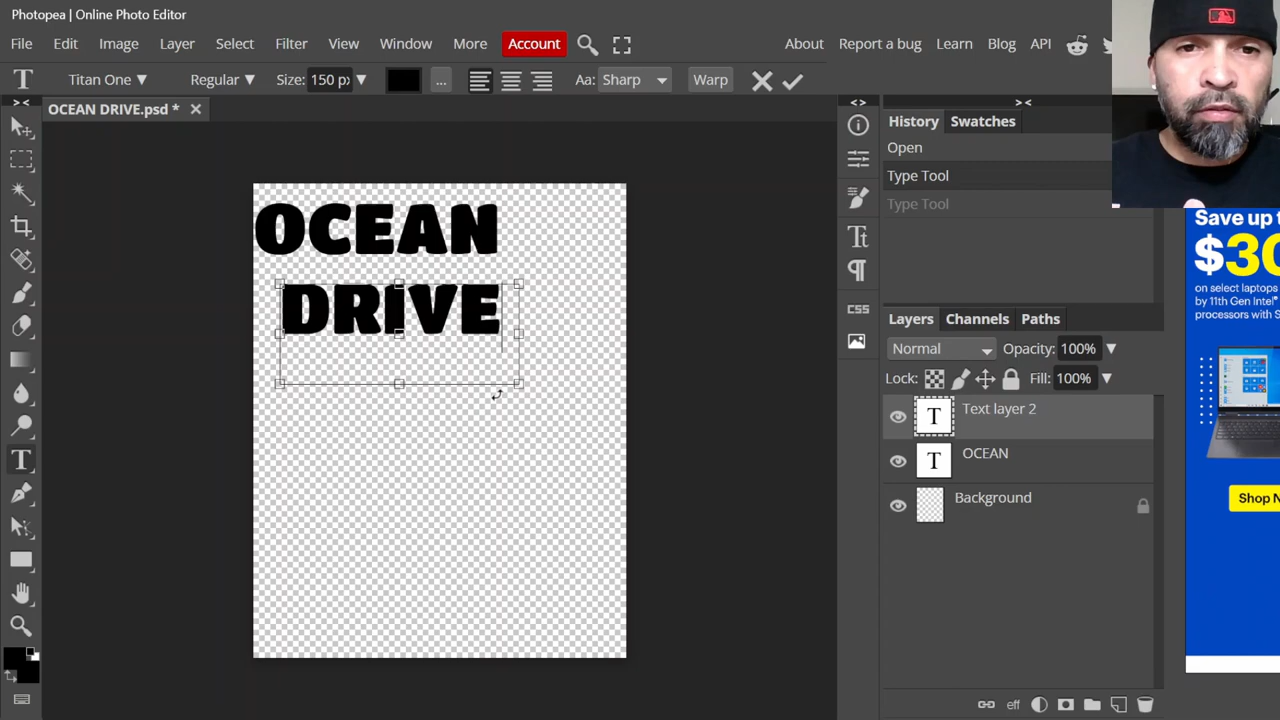 Photopea | Online Photo Editor
File Edit Image Layer Select Filter View Window More Account About Report a bug Learn Blog API
Titan One Regular Size: 150 px ... Aa: Sharp Warp
OCEAN DRIVE.psd *
History Swatches
Open
Type Tool
Type Tool
OCEAN
DRIVE
CSS
Layers Channels Paths
Normal Opacity: 100%
Lock: Fill: 100%
Text layer 2
OCEAN
Background
eff
Save up t
$30
on select laptops
by 11th Gen Intel®
processors with S
Shop N